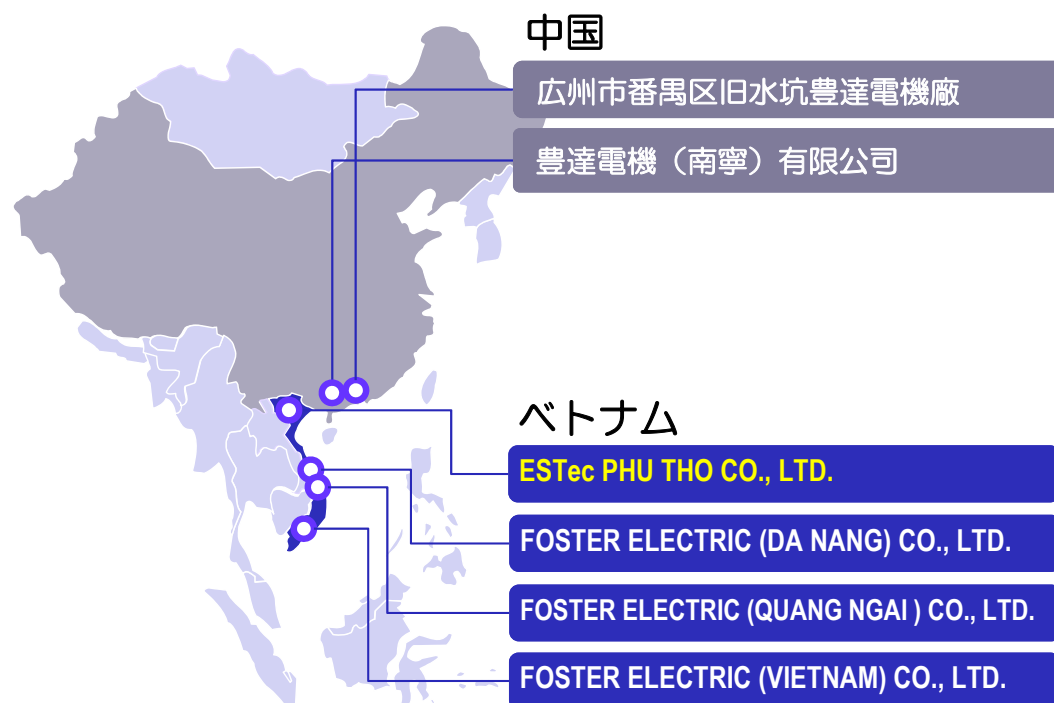 中国
広州市番禺区旧水坑豊達電機廠
豊達電機（南寧）有限公司
ベトナム
ESTec PHU THO CO., LTD.
FOSTER ELECTRIC (DA NANG) CO., LTD.
FOSTER ELECTRIC (QUANG NGAI ) CO., LTD.
FOSTER ELECTRIC (VIETNAM) CO., LTD.